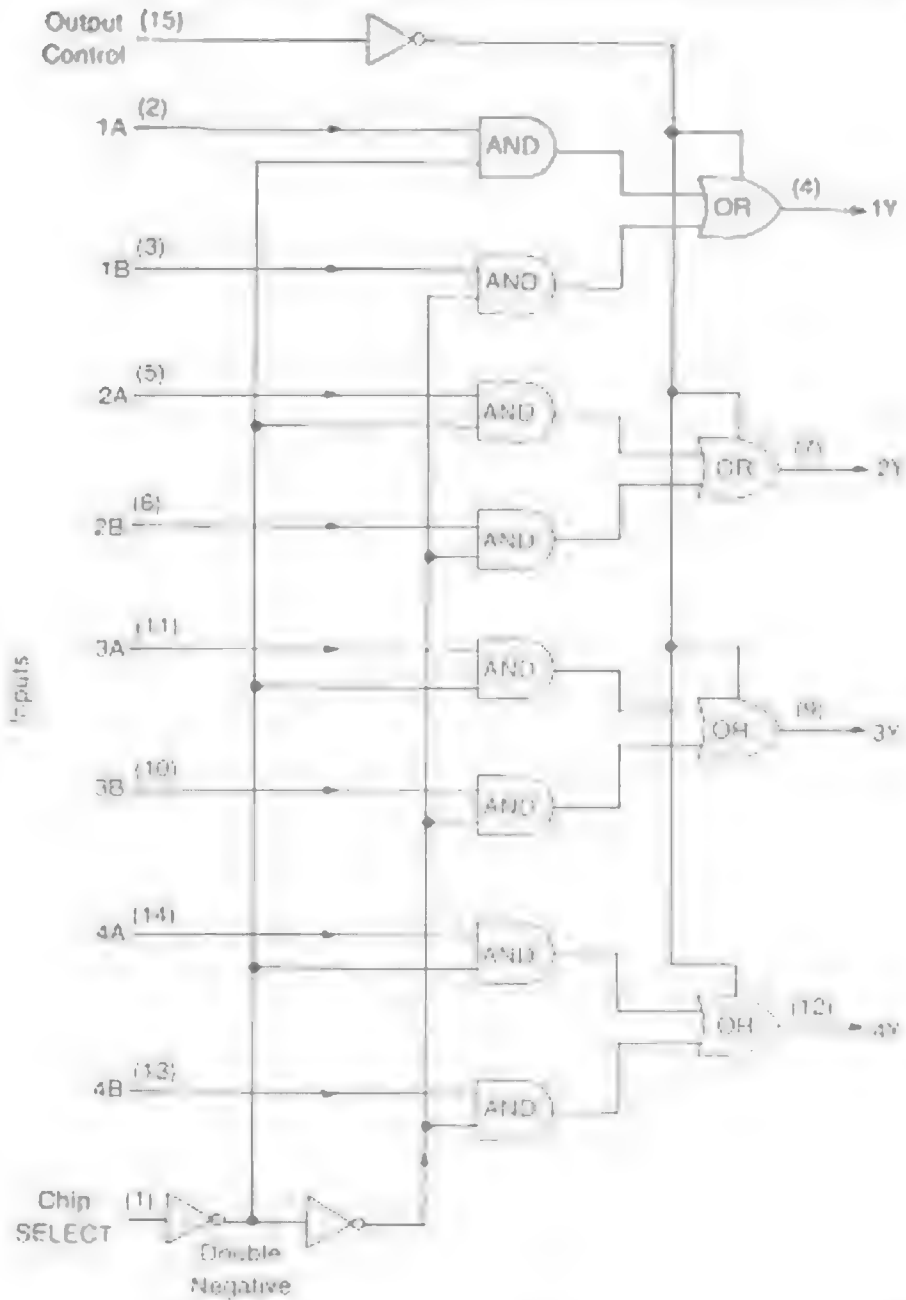 Output (15)
Control
1A (2)
AND
OR (4) 1Y
1B (3)
AND
2A (5)
AND
OR (7) 2Y
2B (6)
AND
Inputs
3A (11)
AND
OR (9) 3Y
3B (10)
AND
4A (14)
AND
OR (12) 4Y
4B (13)
AND
Chip (1)
SELECT
Double
Negative